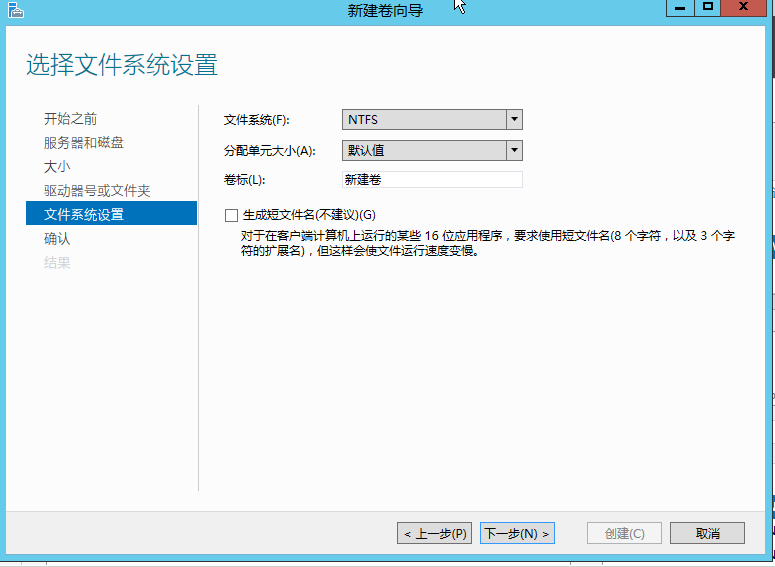 新建卷向导
选择文件系统设置
开始之前
服务器和磁盘
大小
驱动器号或文件夹
文件系统设置
确认
结果
文件系统(F):
NTFS
分配单元大小(A):
默认值
卷标(L):
新建卷
生成短文件名(不建议)(G)
对于在客户端计算机上运行的某些 16 位应用程序，要求使用短文件名(8 个字符，以及 3 个字
符的扩展名)，但这样会使文件运行速度变慢。
< 上一步(P)
下一步(N) >
创建(C)
取消